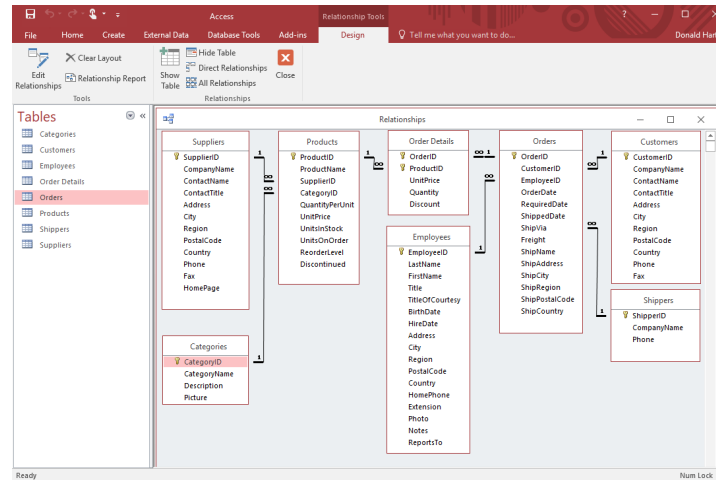 Access
Relationship Tools
?
File
Home
Create
External Data
Database Tools
Add-ins
Design
Tell me what you want to do...
Donald Hart
Edit
Relationships
Clear Layout
Relationship Report
Tools
Show
Table
Hide Table
Direct Relationships
All Relationships
Close
Relationships
Tables
Categories
Customers
Employees
Order Details
Orders
Products
Shippers
Suppliers
Relationships
Suppliers
SupplierID
CompanyName
ContactName
ContactTitle
Address
City
Region
PostalCode
Country
Phone
Fax
HomePage
1
∞
∞
Products
ProductID
ProductName
SupplierID
CategoryID
QuantityPerUnit
UnitPrice
UnitsInStock
UnitsOnOrder
ReorderLevel
Discontinued
1
∞
Order Details
OrderID
ProductID
UnitPrice
Quantity
Discount
∞ 1
∞
Orders
OrderID
CustomerID
EmployeeID
OrderDate
RequiredDate
ShippedDate
ShipVia
Freight
ShipName
ShipAddress
ShipCity
ShipRegion
ShipPostalCode
ShipCountry
1
∞
∞
Customers
CustomerID
CompanyName
ContactName
ContactTitle
Address
City
Region
PostalCode
Country
Phone
Fax
Employees
EmployeeID
LastName
FirstName
Title
TitleOfCourtesy
BirthDate
HireDate
Address
City
Region
PostalCode
Country
HomePhone
Extension
Photo
Notes
ReportsTo
1
Shippers
ShipperID
CompanyName
Phone
1
Categories
CategoryID
CategoryName
Description
Picture
1
Ready
Num Lock